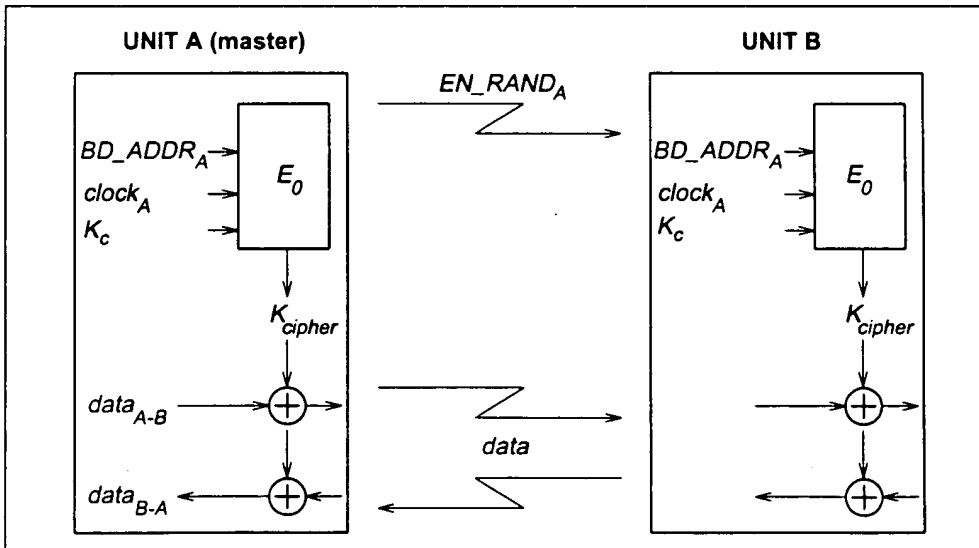 UNIT A (master)
UNIT B
EN_RAND_A
BD_ADDR_A
clock_A
K_c
E_0
K_cipher
data_A-B
data_B-A
data
BD_ADDR_A
clock_A
K_c
E_0
K_cipher